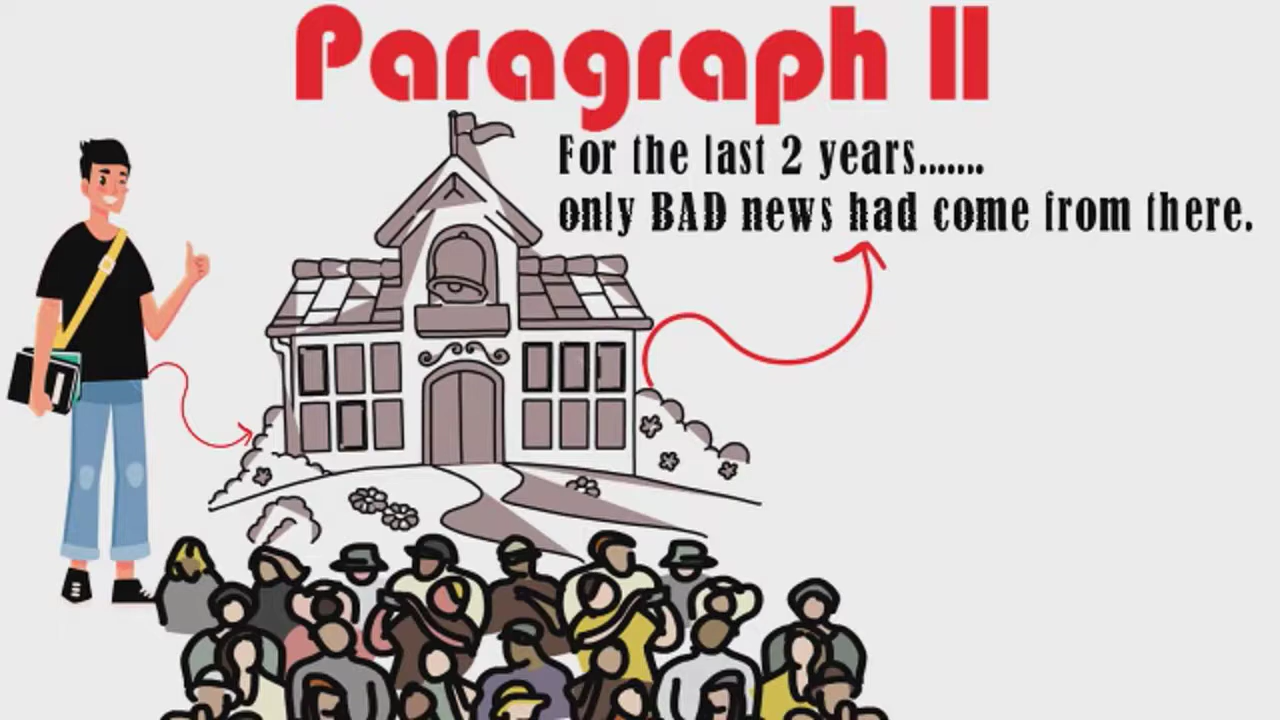 Paragraph II
For the last 2 years.......
only BAD news had come from there.